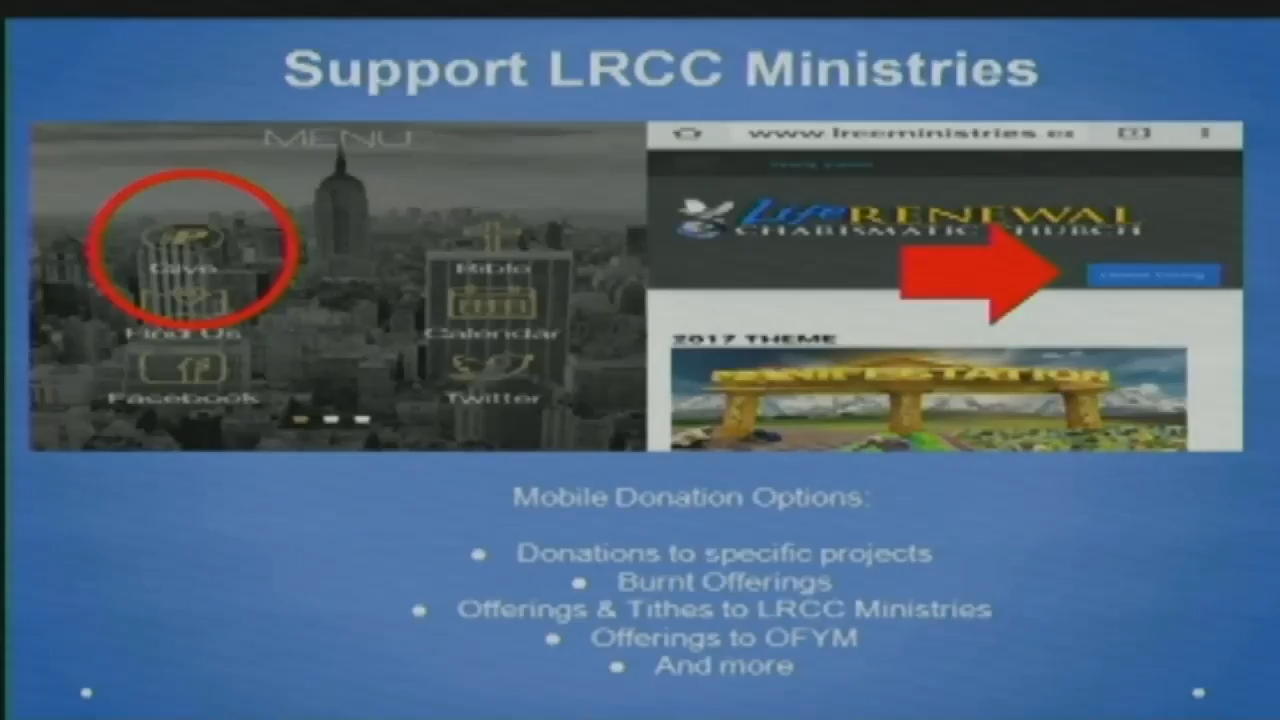 Support LRCC Ministries
MENU
Give
Bible
Find Us
Calendar
Facebook
Twitter
Life RENEWAL
CHARISMATIC CHURCH
2017 THEME
MANIFESTATION
Mobile Donation Options:
• Donations to specific projects
• Burnt Offerings
• Offerings & Tithes to LRCC Ministries
• Offerings to OFYM
• And more